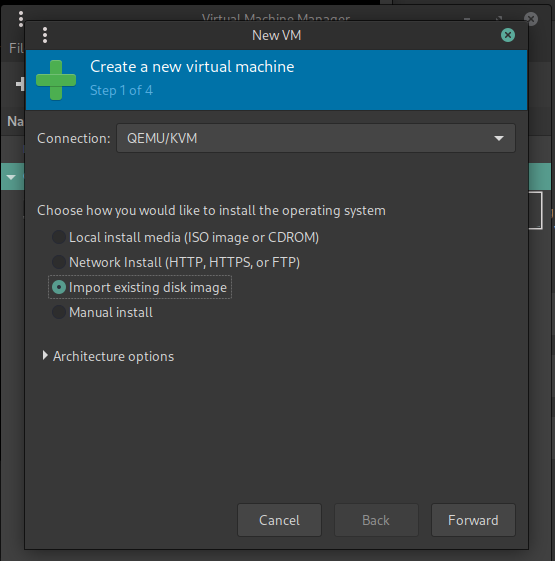 Virtual Machine Manager
New VM
Fil
Create a new virtual machine
Step 1 of 4
Na
Connection: QEMU/KVM
Choose how you would like to install the operating system
Local install media (ISO image or CDROM)
Network Install (HTTP, HTTPS, or FTP)
Import existing disk image
Manual install
Architecture options
Cancel Back Forward